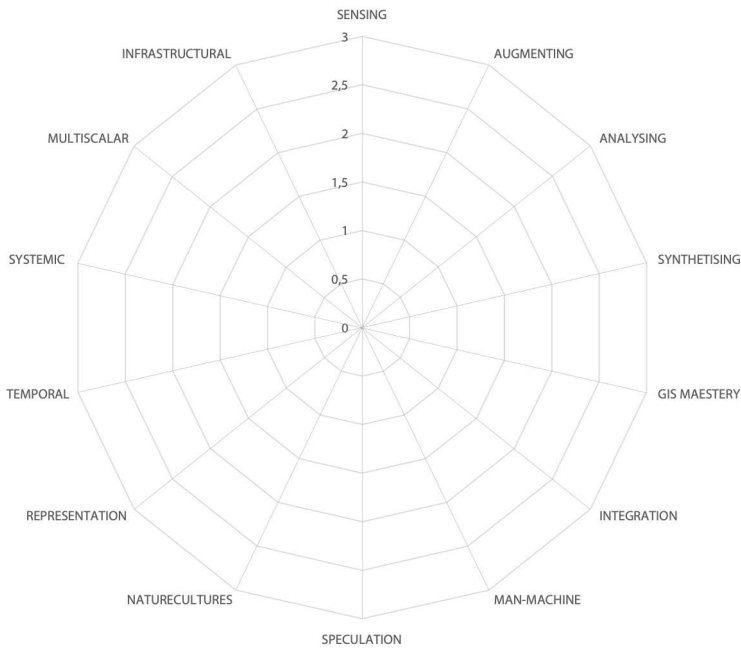 SENSING
3
INFRASTRUCTURAL
AUGMENTING
2,5
MULTISCALAR
ANALYSING
2
1,5
1
SYSTEMIC
SYNTHETISING
0,5
0
TEMPORAL
GIS MAESTERY
REPRESENTATION
INTEGRATION
NATURECULTURES
MAN-MACHINE
SPECULATION